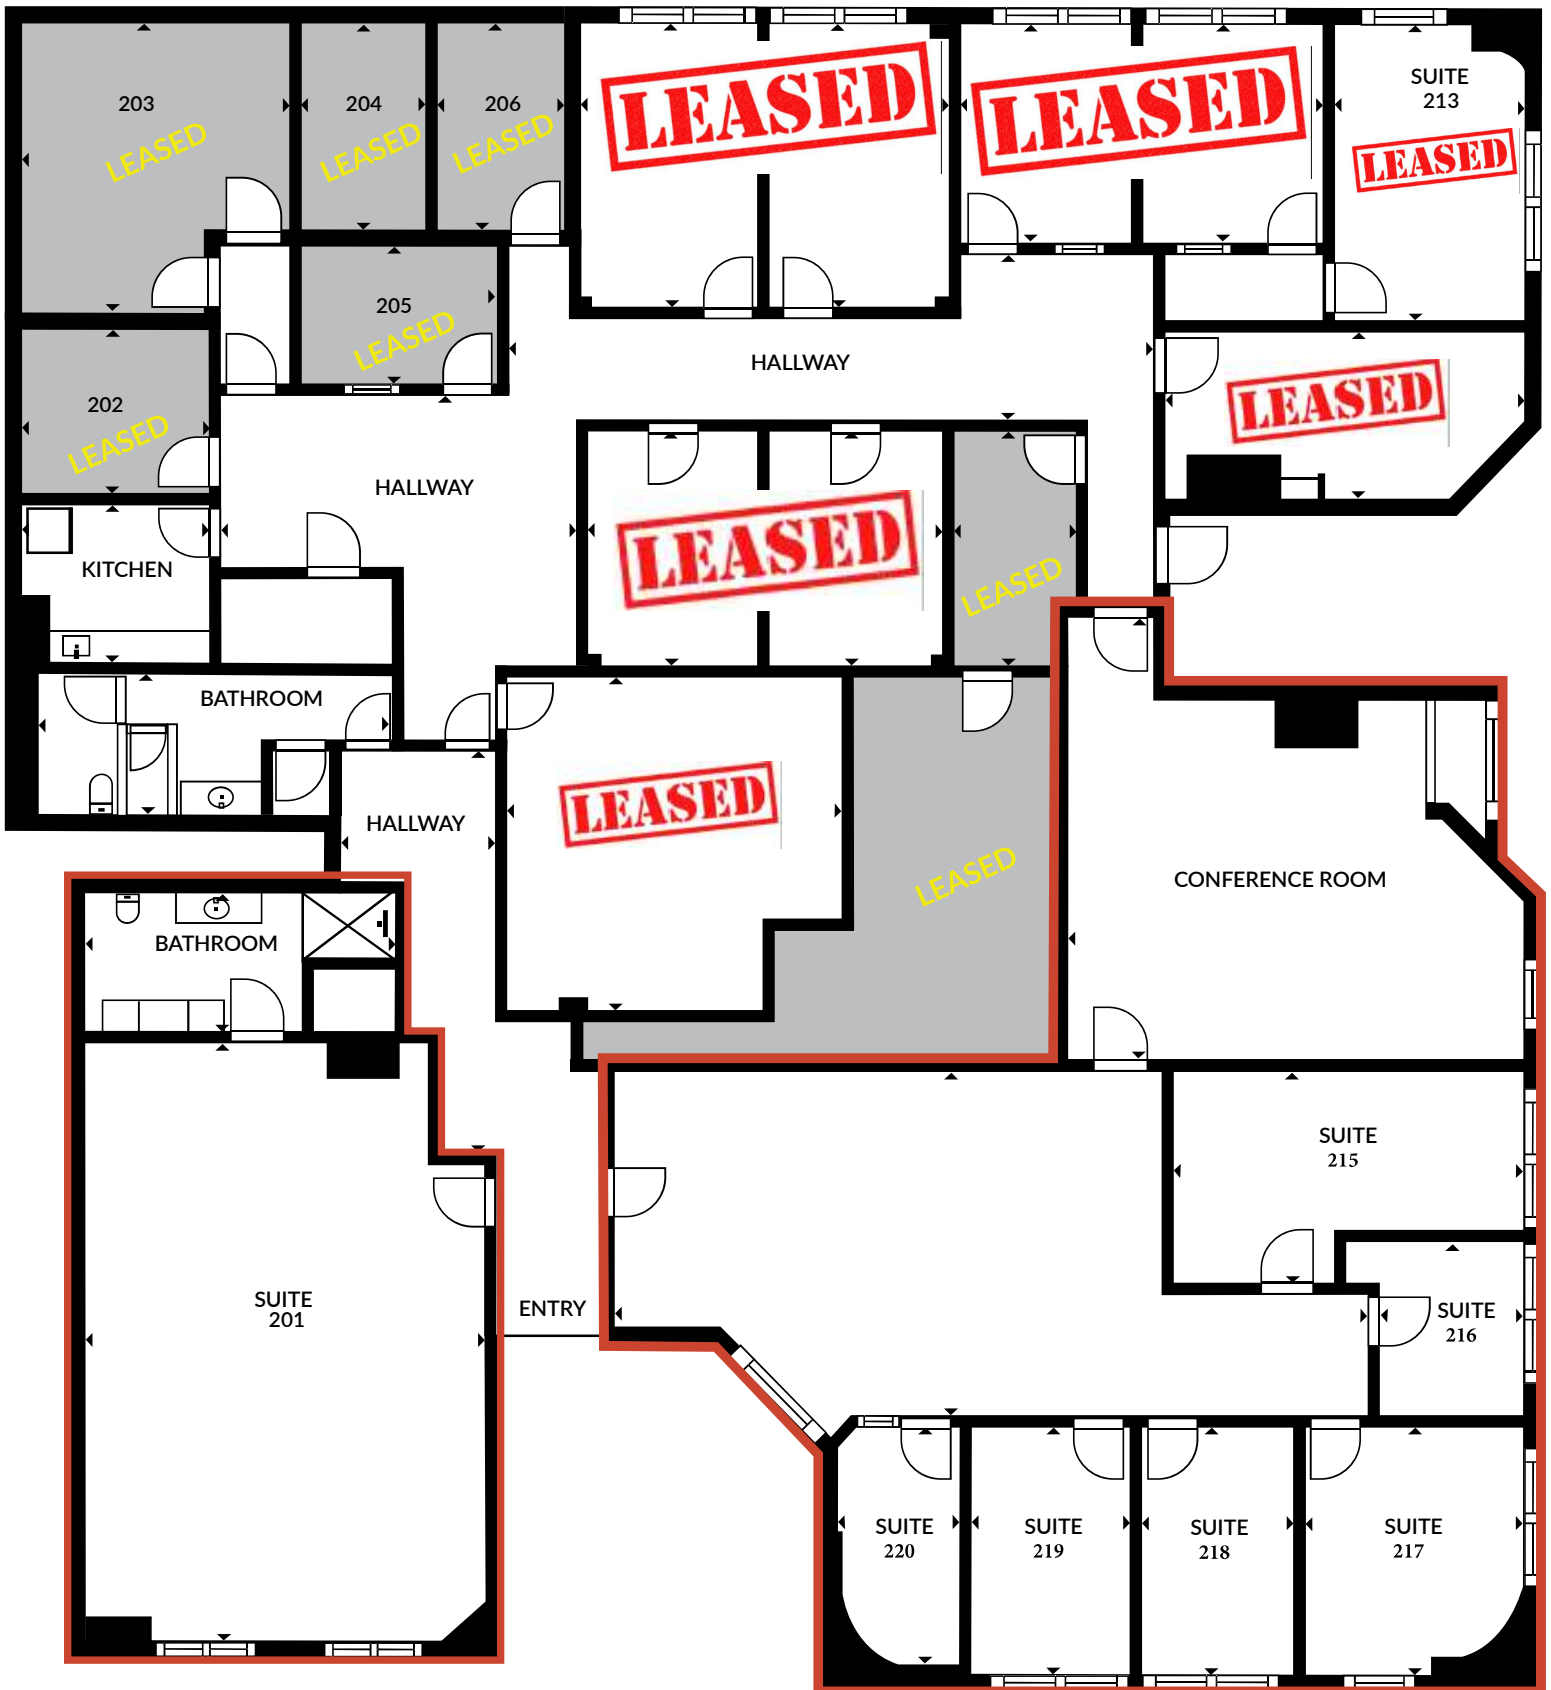 203
LEASED
204
LEASED
206
LEASED
LEASED
LEASED
SUITE
213
LEASED
205
LEASED
HALLWAY
202
LEASED
LEASED
HALLWAY
KITCHEN
LEASED
LEASED
BATHROOM
HALLWAY
LEASED
LEASED
CONFERENCE ROOM
BATHROOM
SUITE
215
SUITE
201
ENTRY
SUITE
216
SUITE
220
SUITE
219
SUITE
218
SUITE
217